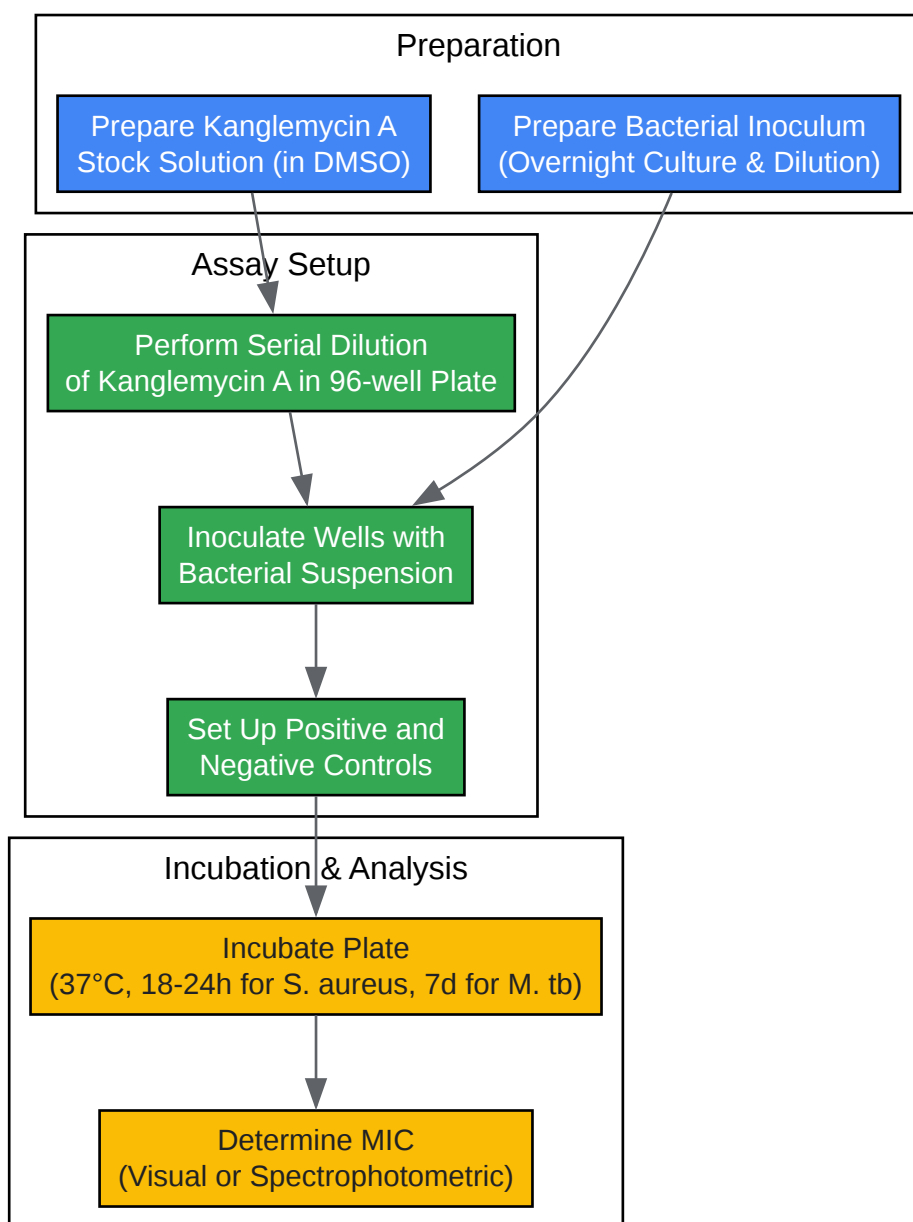 Preparation
Prepare Kanglemycin A
Stock Solution (in DMSO)
Prepare Bacterial Inoculum
(Overnight Culture & Dilution)
Assay Setup
Perform Serial Dilution
of Kanglemycin A in 96-well Plate
Inoculate Wells with
Bacterial Suspension
Set Up Positive and
Negative Controls
Incubation & Analysis
Incubate Plate
(37°C, 18-24h for S. aureus, 7d for M. tb)
Determine MIC
(Visual or Spectrophotometric)